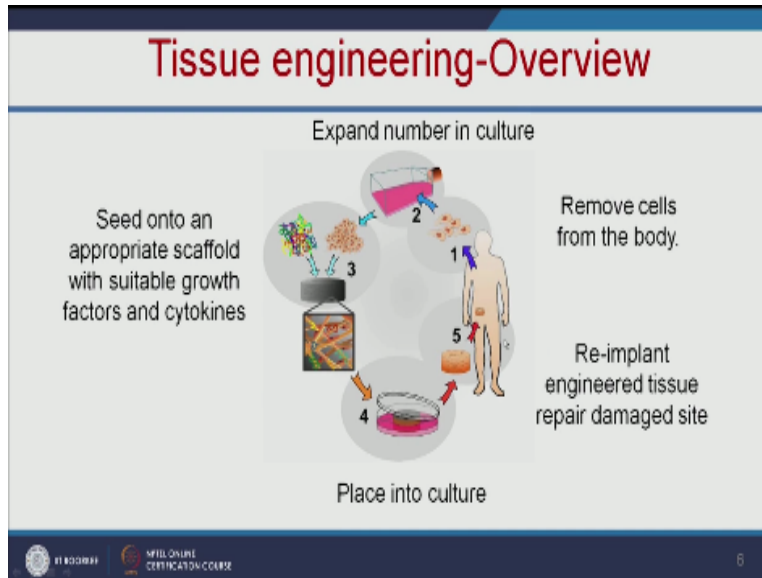 Tissue engineering-Overview
Expand number in culture
Seed onto an
appropriate scaffold
with suitable growth
factors and cytokines
Remove cells
from the body.
2
1
3
5
4
Re-implant
engineered tissue
repair damaged site
Place into culture
IIT ROORKEE
NPTEL ONLINE
CERTIFICATION COURSE
6